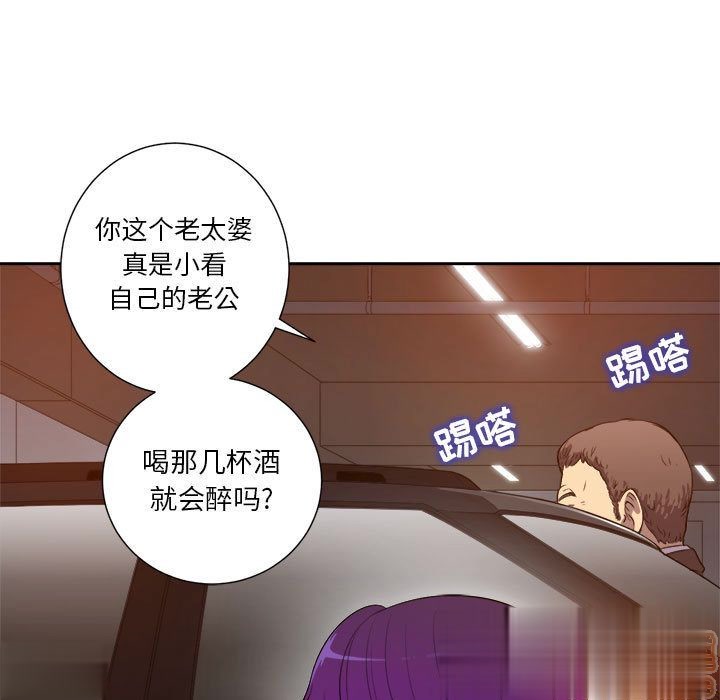 你这个老太婆
真是小看
自己的老公
喝那几杯酒
就会醉吗?
踢嗒
踢嗒